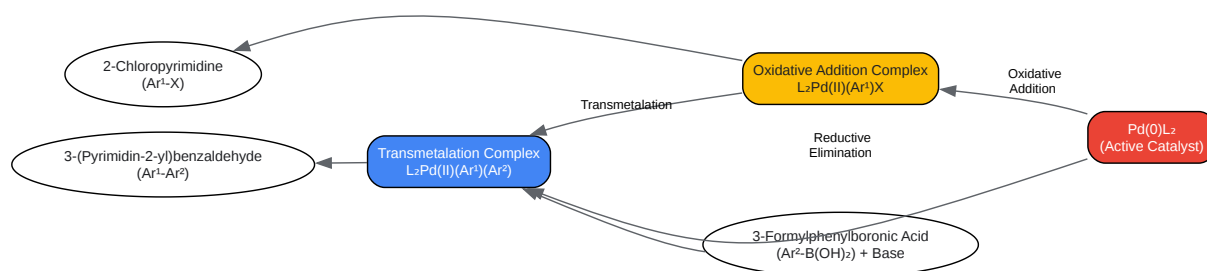 2-Chloropyrimidine
(Ar¹-X)
Oxidative Addition Complex
L₂Pd(II)(Ar¹)X
Oxidative
Addition
Transmetalation
Pd(0)L₂
(Active Catalyst)
Reductive
Elimination
3-(Pyrimidin-2-yl)benzaldehyde
(Ar¹-Ar²)
Transmetalation Complex
L₂Pd(II)(Ar¹)(Ar²)
3-Formylphenylboronic Acid
(Ar²-B(OH)₂) + Base